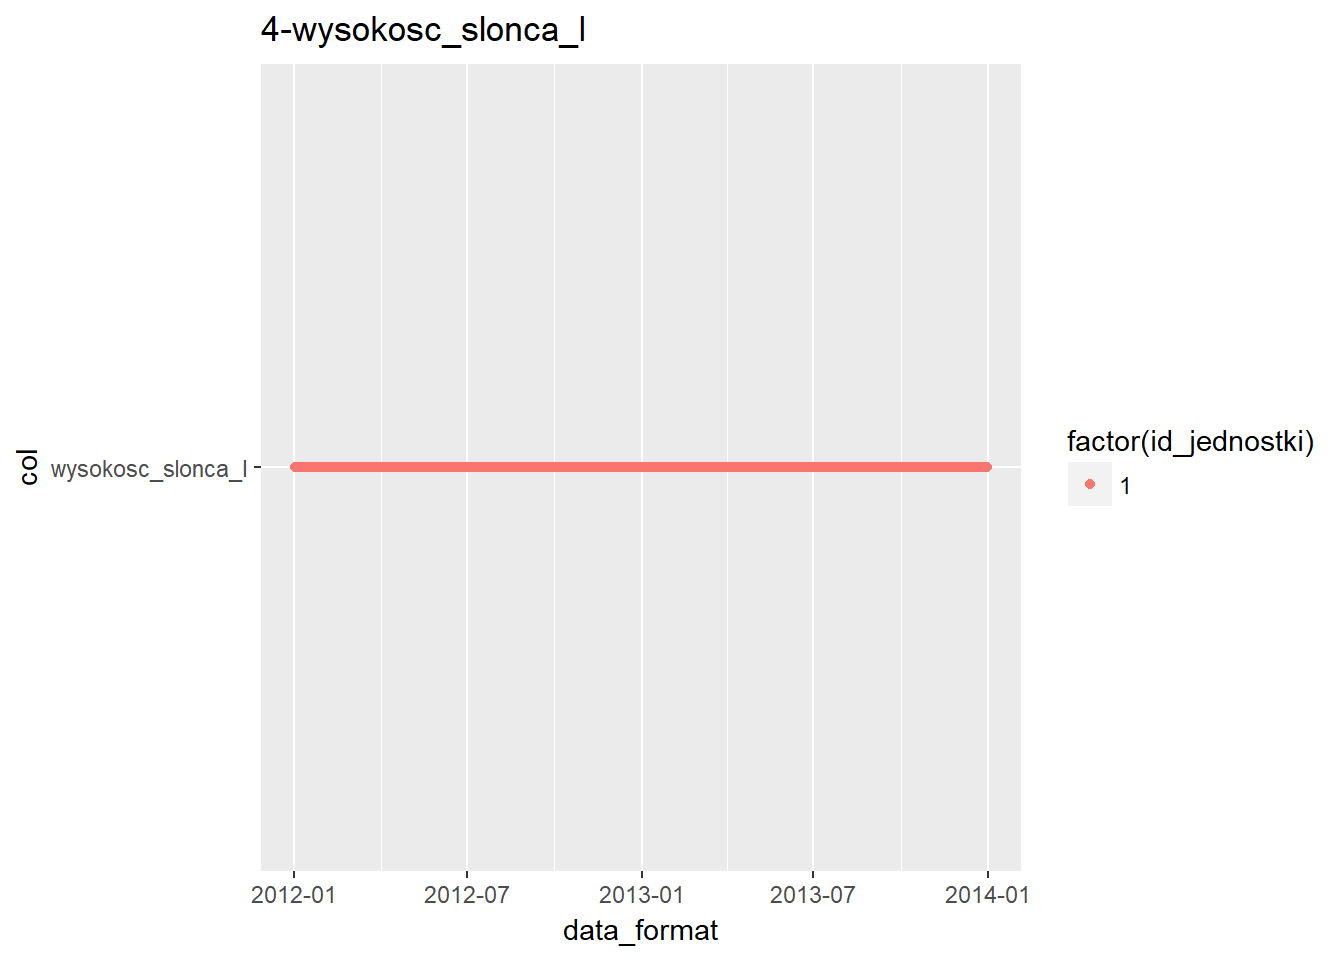 4-wysokosc_slonca_l
col
wysokosc_slonca_l
factor(id_jednostki)
1
2012-01
2012-07
2013-01
2013-07
2014-01
data_format